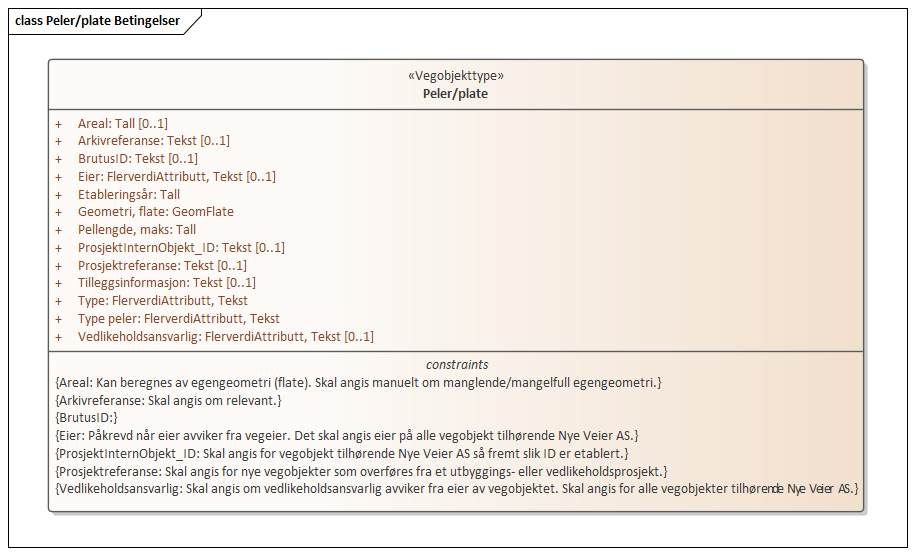 class Peler/plate Betingelser
«Vegobjekttype»
Peler/plate
+ Areal: Tall [0..1]
+ Arkivreferanse: Tekst [0..1]
+ BrutusID: Tekst [0..1]
+ Eier: FlerverdiAttributt, Tekst [0..1]
+ Etableringsår: Tall
+ Geometri, flate: GeomFlate
+ Pellengde, maks: Tall
+ ProsjektInternObjekt_ID: Tekst [0..1]
+ Prosjektreferanse: Tekst [0..1]
+ Tilleggsinformasjon: Tekst [0..1]
+ Type: FlerverdiAttributt, Tekst
+ Type peler: FlerverdiAttributt, Tekst
+ Vedlikeholdsansvarlig: FlerverdiAttributt, Tekst [0..1]
constraints
{Areal: Kan beregnes av egengeometri (flate). Skal angis manuelt om manglende/mangelfull egengeometri.}
{Arkivreferanse: Skal angis om relevant.}
{BrutusID:}
{Eier: Påkrevd når eier avviker fra vegeier. Det skal angis eier på alle vegobjekt tilhørende Nye Veier AS.}
{ProsjektInternObjekt_ID: Skal angis for vegobjekt tilhørende Nye Veier AS så fremt slik ID er etablert.}
{Prosjektreferanse: Skal angis for nye vegobjekter som overføres fra et utbyggings- eller vedlikeholdsprosjekt.}
{Vedlikeholdsansvarlig: Skal angis om vedlikeholdsansvarlig avviker fra eier av vegobjektet. Skal angis for alle vegobjekter tilhørende Nye Veier AS.}